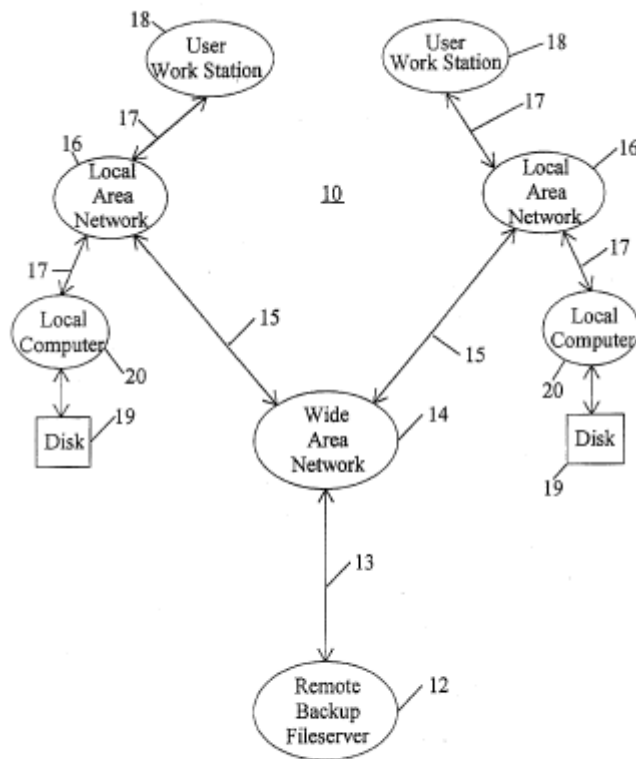 18
User
Work Station
User
Work Station
18
17
17
16
Local
Area
Network
10
16
Local
Area
Network
17
17
Local
Computer
20
15
15
Local
Computer
20
Disk
19
Wide
Area
Network
14
Disk
19
13
Remote
Backup
Fileserver
12